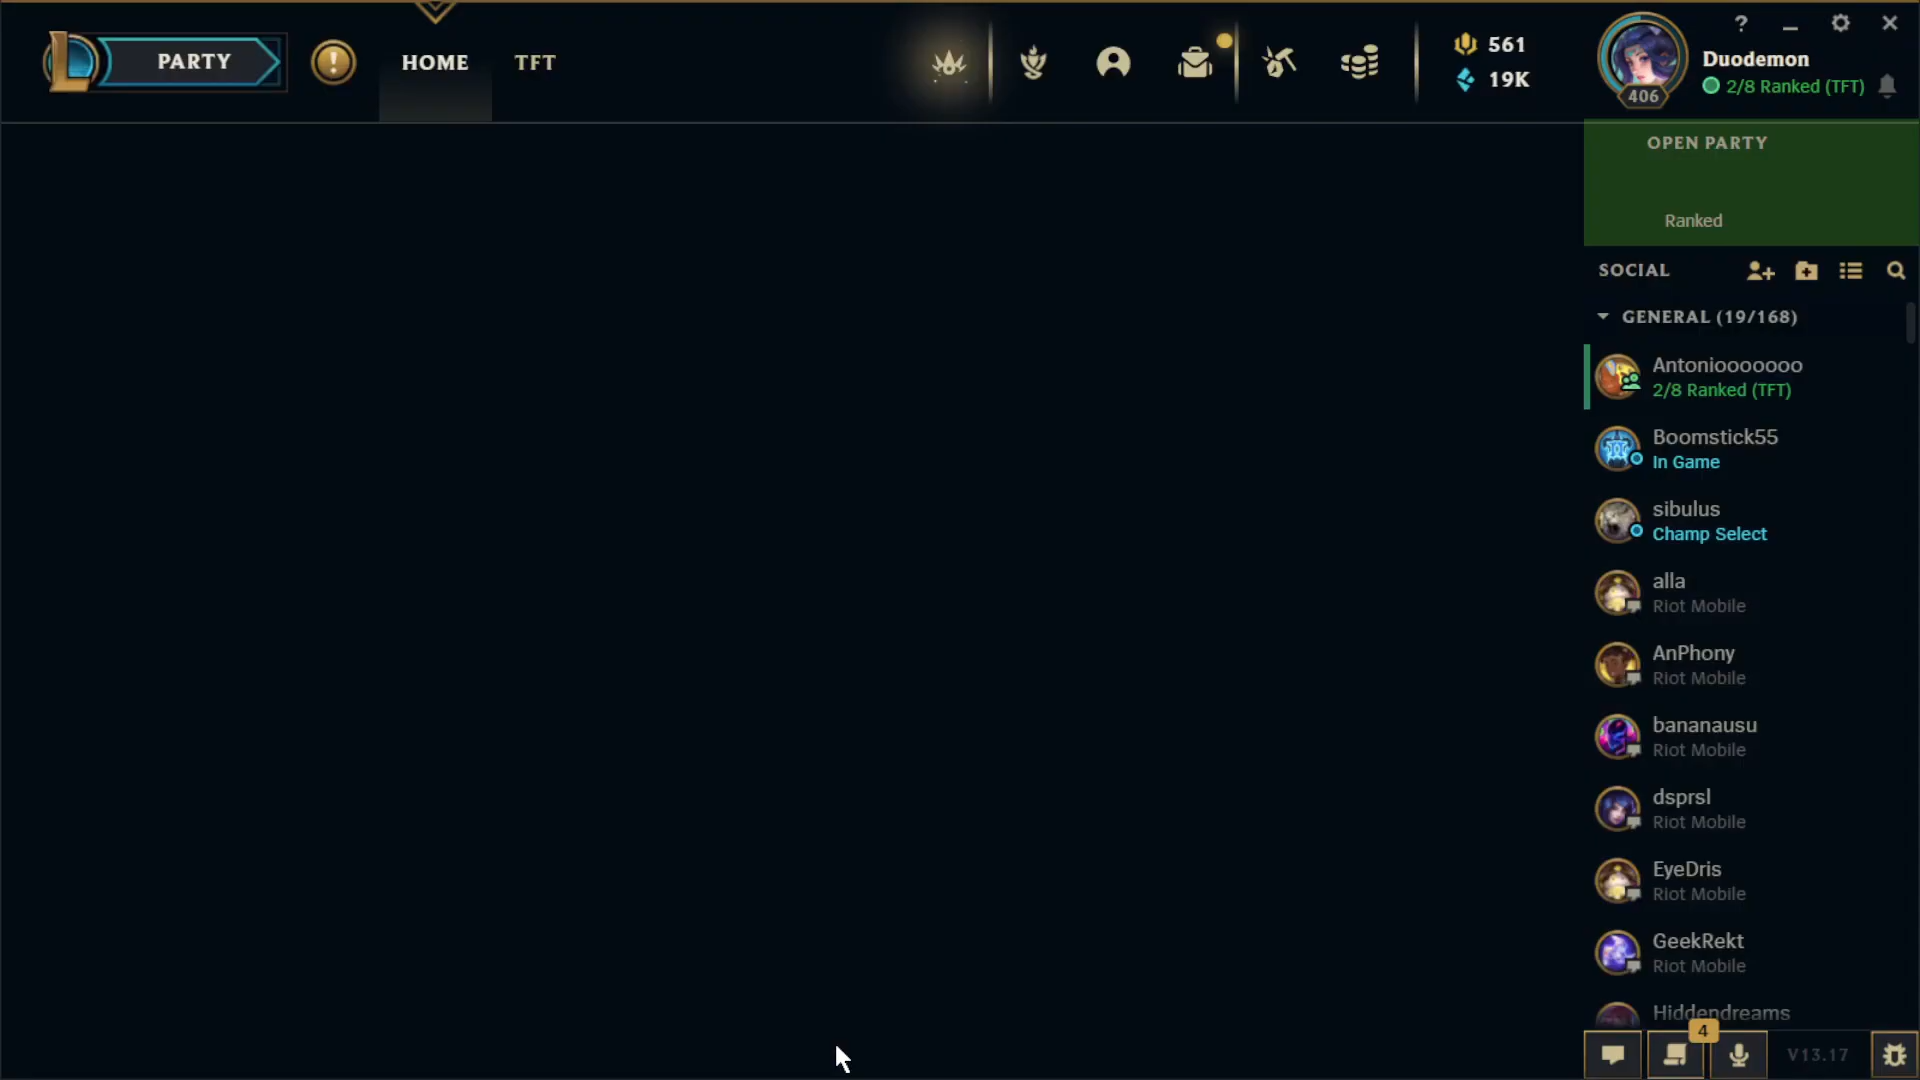 PARTY
HOME
TFT
561
19K
406
?
Duodemon
2/8 Ranked (TFT)
OPEN PARTY
Ranked
SOCIAL
GENERAL (19/168)
Antoniooooooo
2/8 Ranked (TFT)
Boomstick55
In Game
sibulus
Champ Select
alla
Riot Mobile
AnPhony
Riot Mobile
bananausu
Riot Mobile
dsprsl
Riot Mobile
EyeDris
Riot Mobile
GeekRekt
Riot Mobile
Hiddendreams
4
V13.17